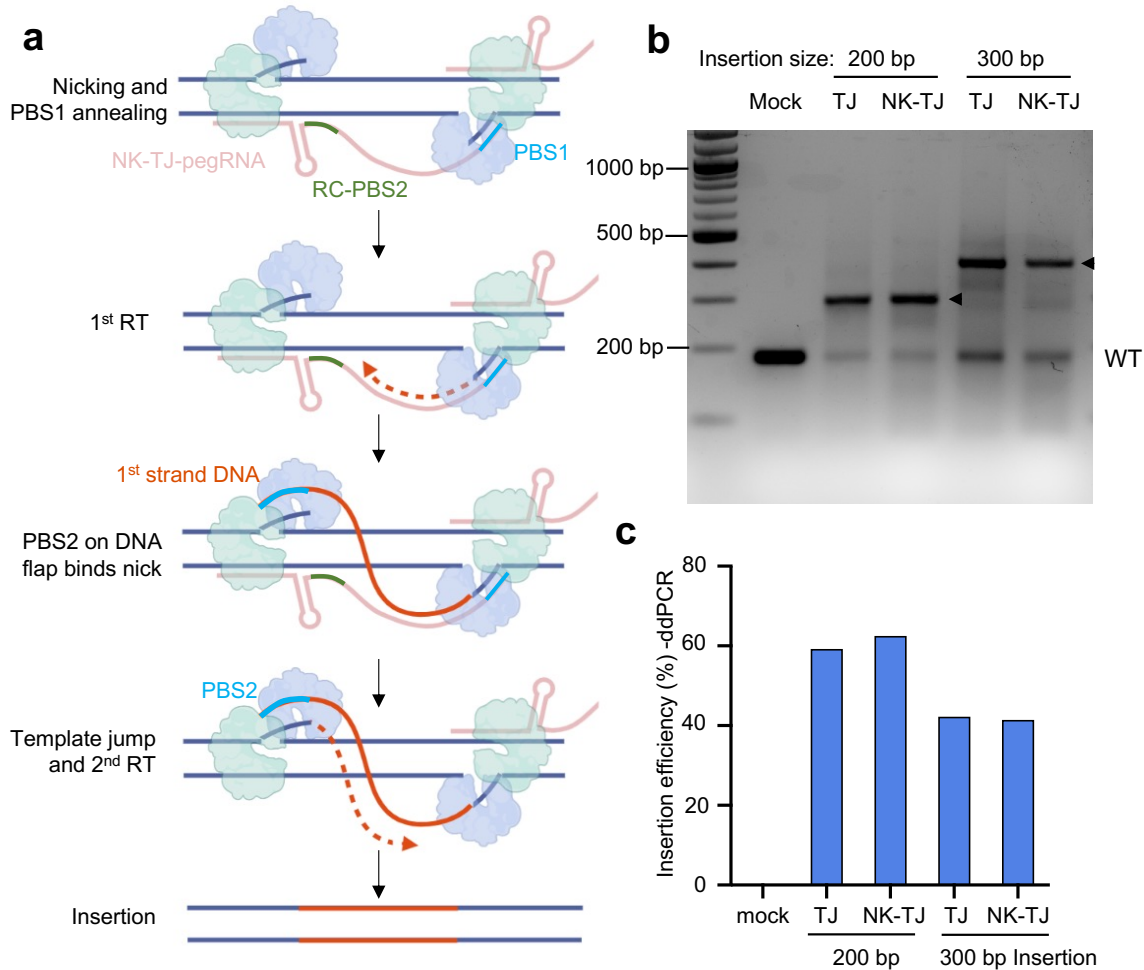 a
Nicking and
PBS1 annealing
NK-TJ-pegRNA
RC-PBS2
PBS1
1st RT
1st strand DNA
PBS2 on DNA
flap binds nick
PBS2
Template jump
and 2nd RT
Insertion
b
Insertion size: 200 bp 300 bp
Mock TJ NK-TJ TJ NK-TJ
1000 bp
500 bp
200 bp
WT
c
Insertion efficiency (%) -ddPCR
80
60
40
20
0
mock TJ NK-TJ TJ NK-TJ
200 bp 300 bp Insertion